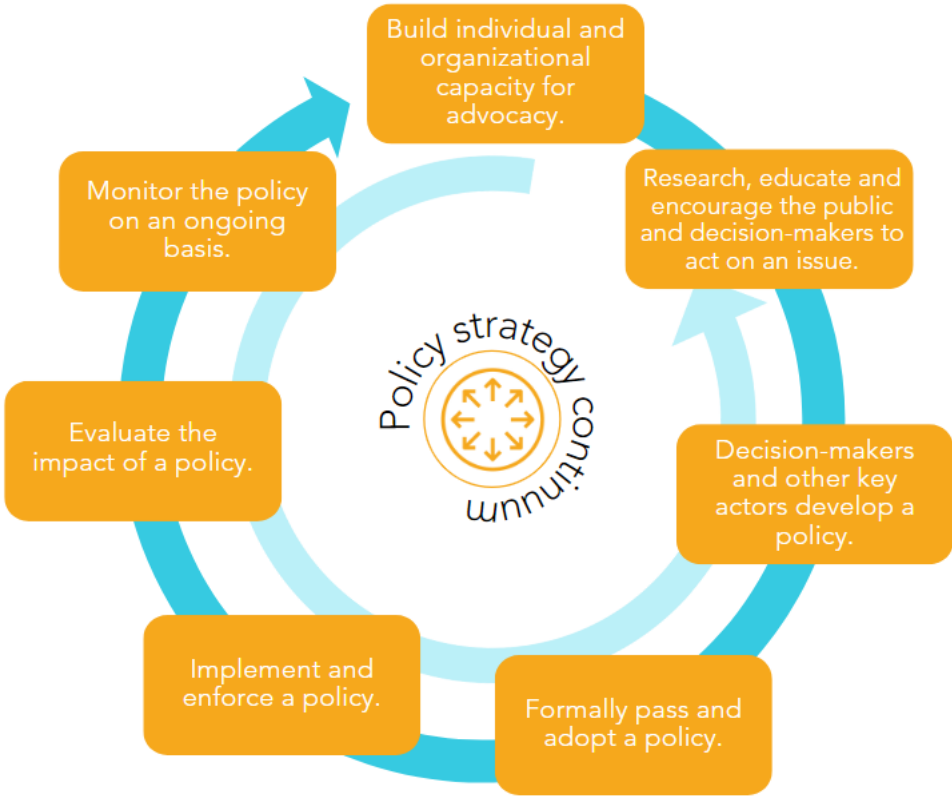 Build individual and
organizational
capacity for
advocacy.
Research, educate and
encourage the public
and decision-makers to
act on an issue.
Decision-makers
and other key
actors develop a
policy.
Formally pass and
adopt a policy.
Implement and
enforce a policy.
Evaluate the
impact of a policy.
Monitor the policy
on an ongoing
basis.
Policy strategy continuum